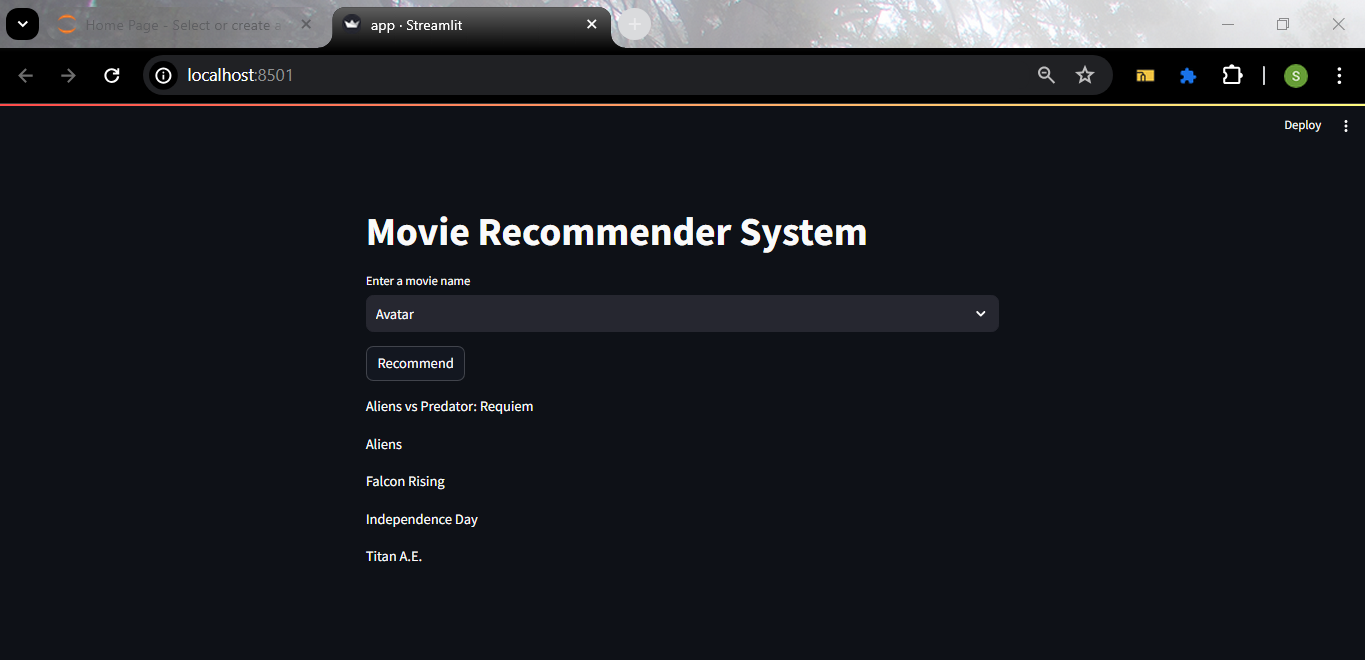 Home Page - Select or create a
app · Streamlit
localhost:8501
S
Deploy
Movie Recommender System
Enter a movie name
Avatar
Recommend
Aliens vs Predator: Requiem
Aliens
Falcon Rising
Independence Day
Titan A.E.